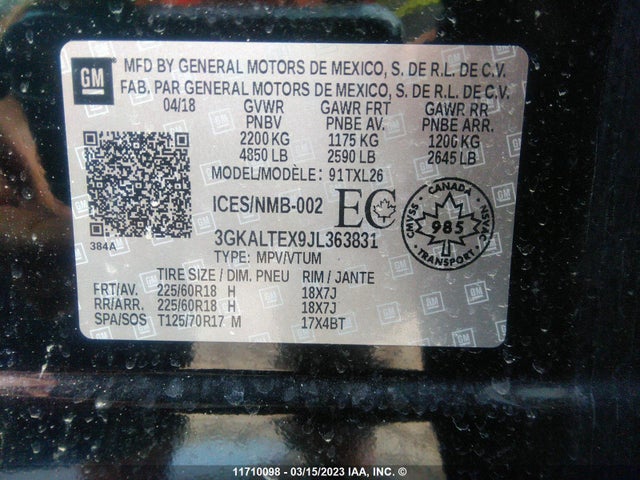 GM
MFD BY GENERAL MOTORS DE MEXICO, S. DE R.L. DE C.V.
FAB. PAR GENERAL MOTORS DE MEXICO, S. DE R.L. DE C.V.
04/18 GVWR GAWR FRT GAWR RR
PNBV PNBE AV. PNBE ARR.
2200 KG 1175 KG 1200 KG
4850 LB 2590 LB 2645 LB
MODEL/MODÈLE: 91TXL26
ICES/NMB-002 EC
CANADA
CMVSS 985 NSVAC
384A
3GKALTEX9JL363831
TYPE: MPV/VTUM
TIRE SIZE / DIM. PNEU RIM / JANTE
FRT/AV. 225/60R18 H 18X7J
RR/ARR. 225/60R18 H 18X7J
SPA/SOS T125/70R17 M 17X4BT
11710098 - 03/15/2023 IAA, INC. ©